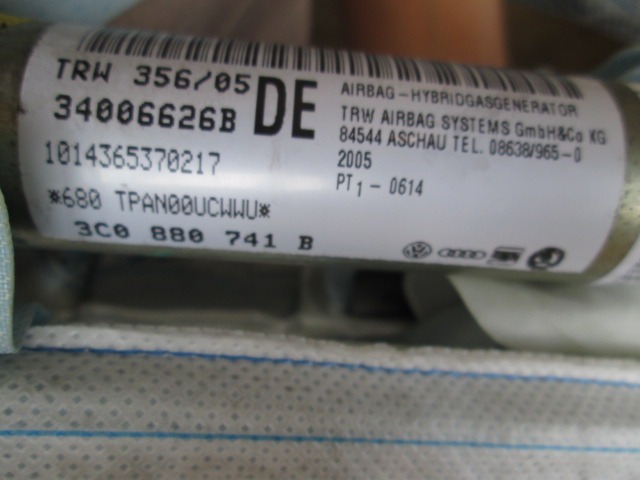 TRW 356/05
34006626B
DE
1014365370217
*680 TPAN00UCWWU*
3C0 880 741 B
AIRBAG-HYBRIDGASGENERATOR
TRW AIRBAG SYSTEMS GmbH&Co KG
84544 ASCHAU TEL. 08638/965-0
2005
PT1 - 0614